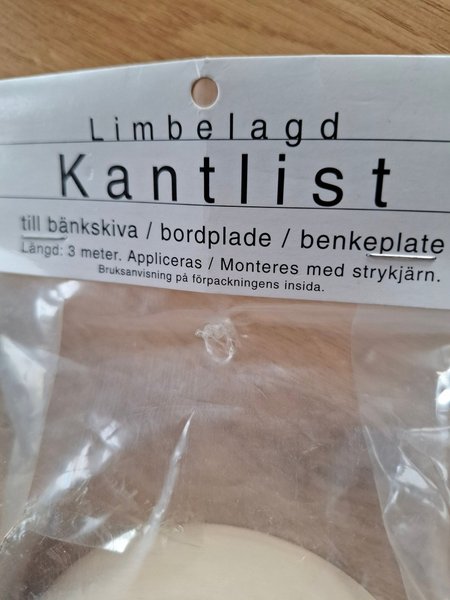 Limbelagd
Kantlist
till bänkskiva / bordplade / benkeplate
Längd: 3 meter. Appliceras / Monteres med strykjärn.
Bruksanvisning på förpackningens insida.